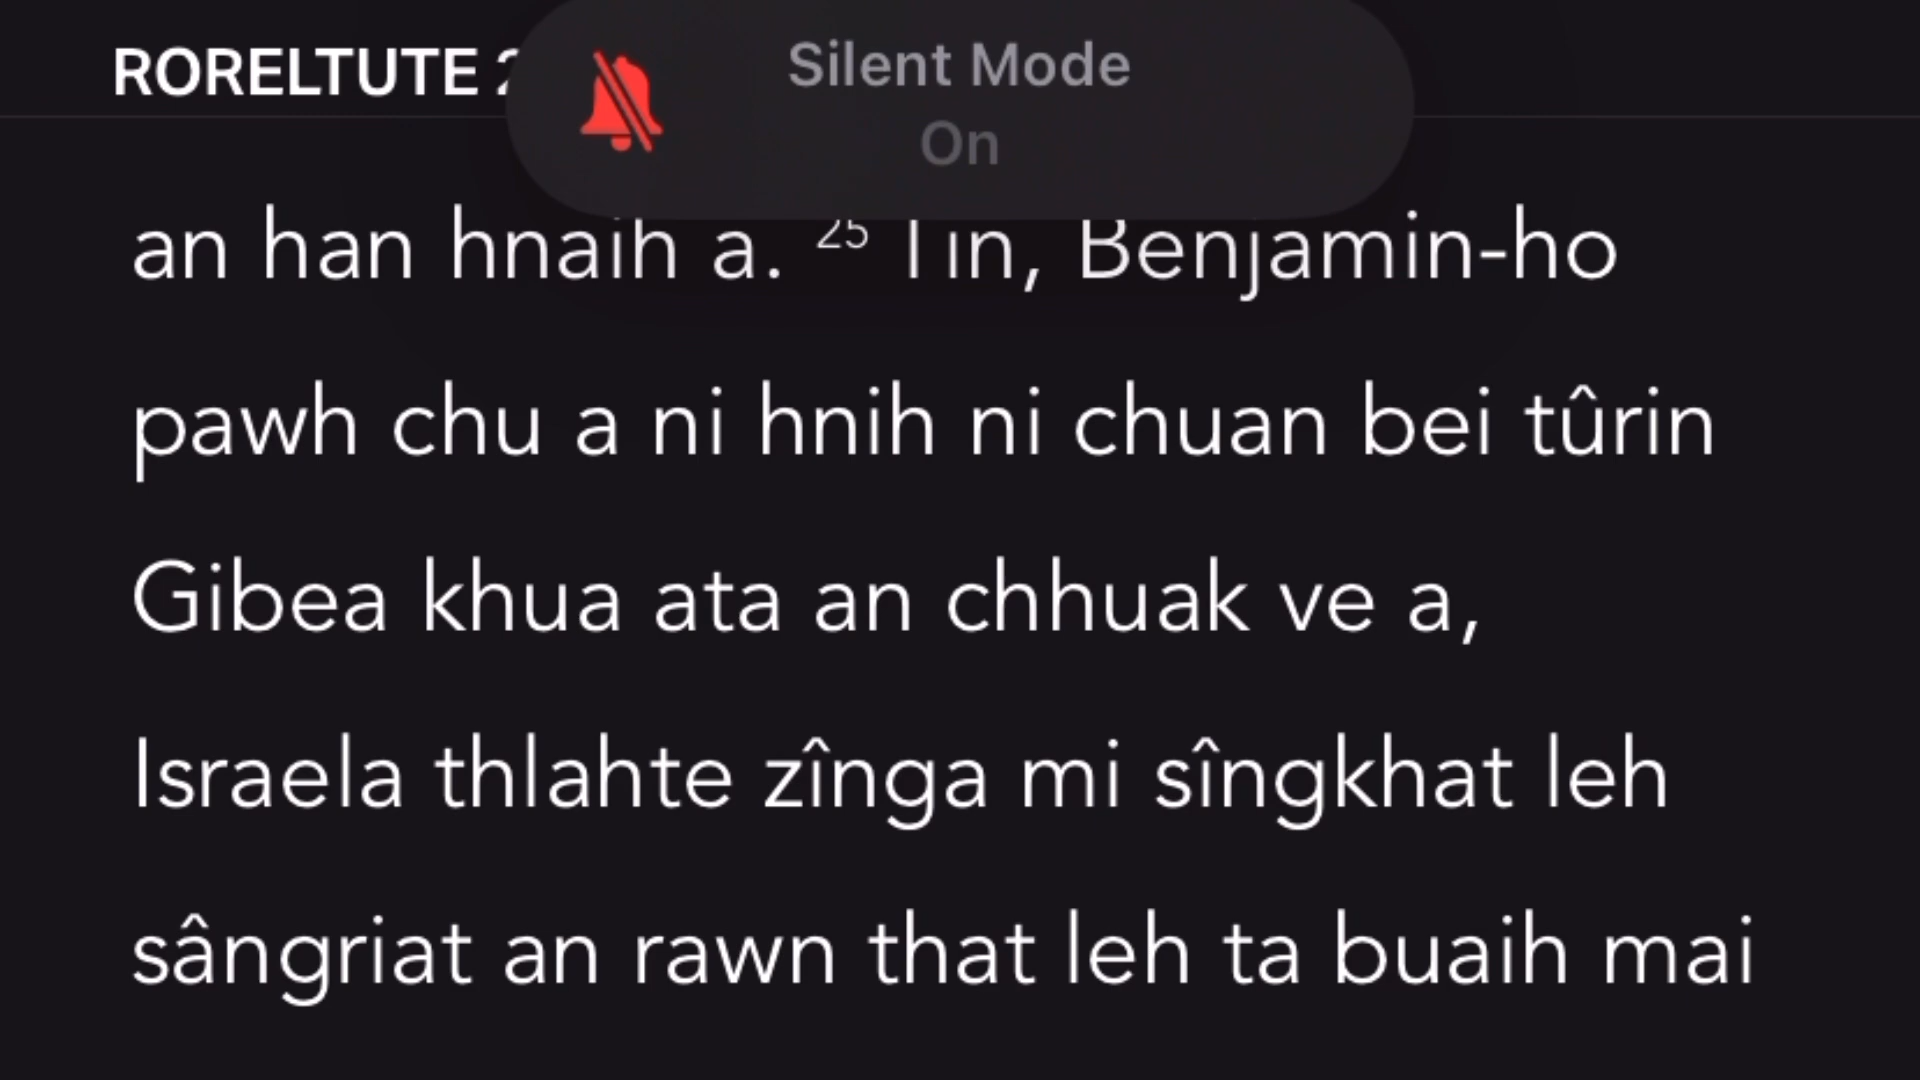 RORELTUTE 2
Silent Mode
On
an han hnaih a. 25 Tin, Benjamin-ho
pawh chu a ni hnih ni chuan bei tûrin
Gibea khua ata an chhuak ve a,
Israela thlahte zînga mi sîngkhat leh
sângriat an rawn that leh ta buaih mai